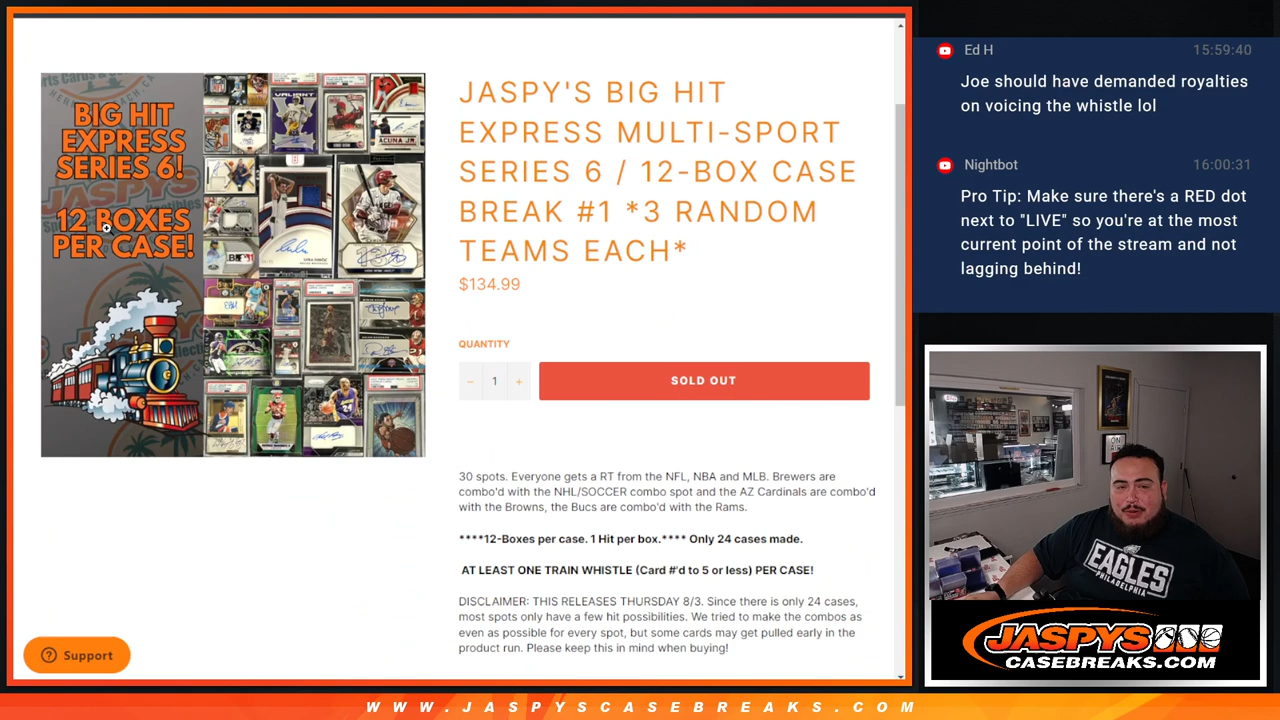 BIG HIT
EXPRESS
SERIES 6!
12 BOXES
PER CASE!
JASPY'S BIG HIT
EXPRESS MULTI-SPORT
SERIES 6 / 12-BOX CASE
BREAK #1 *3 RANDOM
TEAMS EACH*
$134.99
QUANTITY
− 1 +
SOLD OUT
30 spots. Everyone gets a RT from the NFL, NBA and MLB. Brewers are
combo'd with the NHL/SOCCER combo spot and the AZ Cardinals are combo'd
with the Browns, the Bucs are combo'd with the Rams.
****12-Boxes per case. 1 Hit per box.**** Only 24 cases made.
AT LEAST ONE TRAIN WHISTLE (Card #'d to 5 or less) PER CASE!
DISCLAIMER: THIS RELEASES THURSDAY 8/3. Since there is only 24 cases,
most spots only have a few hit possibilities. We tried to make the combos as
even as possible for every spot, but some cards may get pulled early in the
product run. Please keep this in mind when buying!
Support
Ed H 15:59:40
Joe should have demanded royalties
on voicing the whistle lol
Nightbot 16:00:31
Pro Tip: Make sure there's a RED dot
next to "LIVE" so you're at the most
current point of the stream and not
lagging behind!
EAGLES
PHILADELPHIA
JASPYS
CASEBREAKS.COM
WWW.JASPYSCASEBREAKS.COM